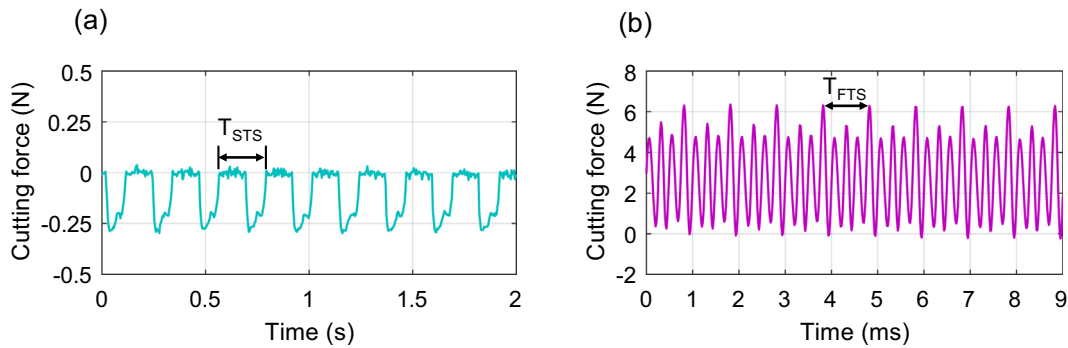 (a)
Cutting force (N)
0.5
0.25
0
-0.25
-0.5
T_STS
0 0.5 1 1.5 2
Time (s)
(b)
Cutting force (N)
8
6
4
2
0
-2
T_FTS
0 1 2 3 4 5 6 7 8 9
Time (ms)